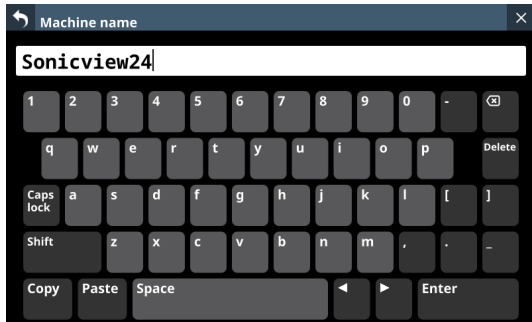 Machine name
Sonicview24
1 2 3 4 5 6 7 8 9 0 -
q w e r t y u i o p Delete
Caps lock a s d f g h j k l [ ]
Shift z x c v b n m , . _
Copy Paste Space ◀ ▶ Enter